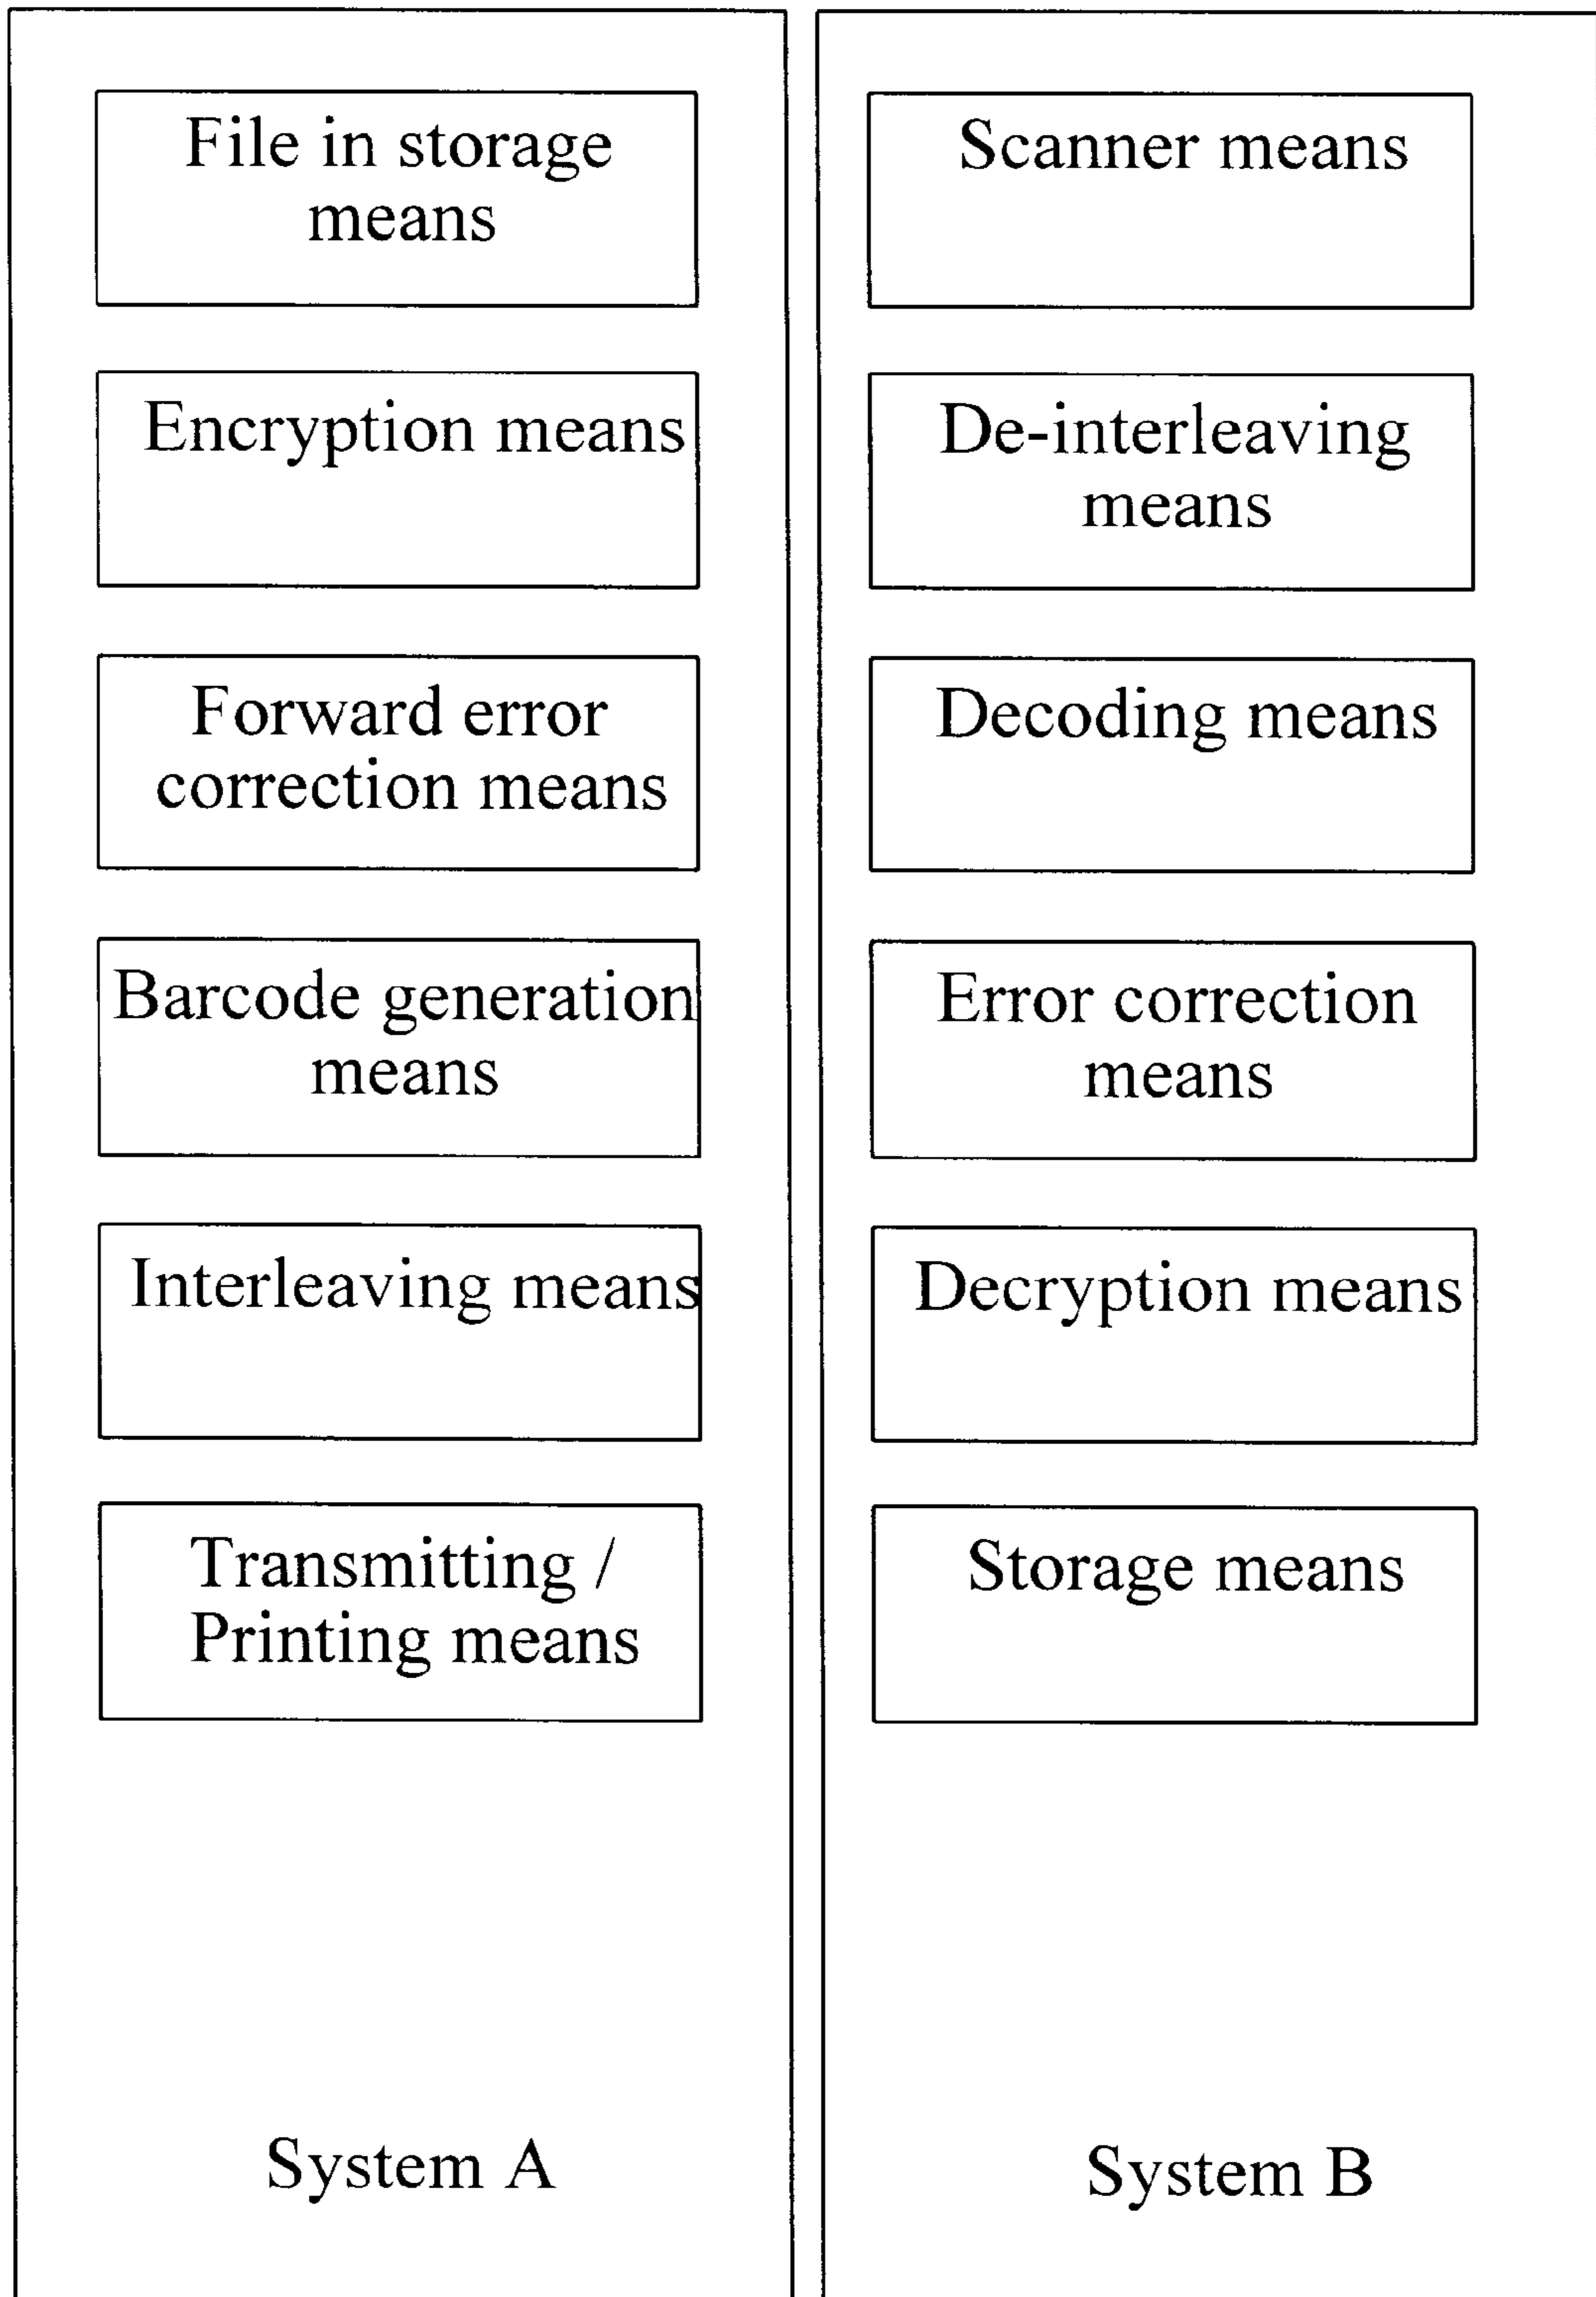 File in storage
means
Encryption means
Forward error
correction means
Barcode generation
means
Interleaving means
Transmitting /
Printing means
System A
Scanner means
De-interleaving
means
Decoding means
Error correction
means
Decryption means
Storage means
System B